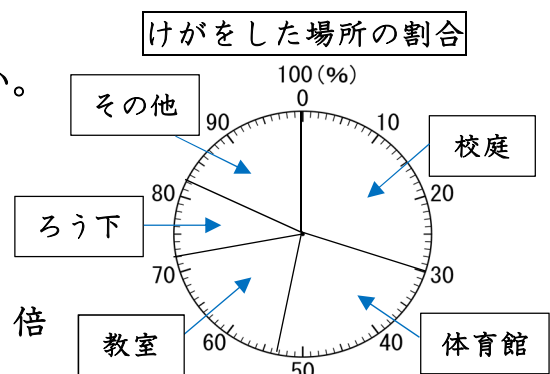 けがをした場所の割合
い。
100(%)
0
その他
90
10
校庭
80
20
ろう下
70
30
倍
教室
60
40
体育館
50